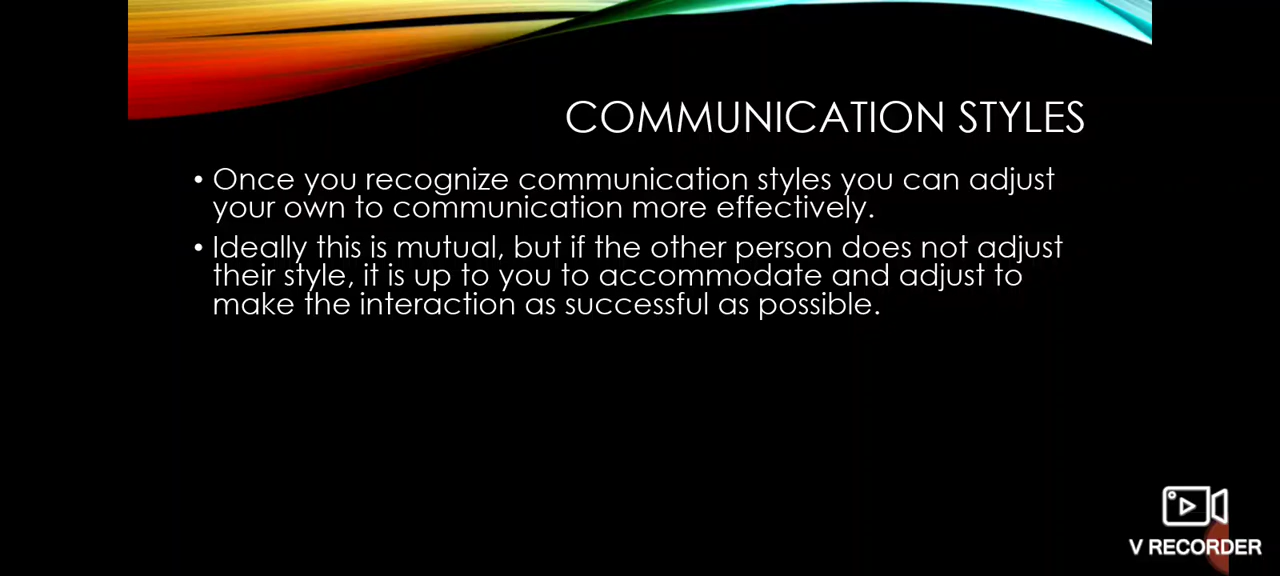 COMMUNICATION STYLES
• Once you recognize communication styles you can adjust
your own to communication more effectively.
• Ideally this is mutual, but if the other person does not adjust
their style, it is up to you to accommodate and adjust to
make the interaction as successful as possible.
V RECORDER